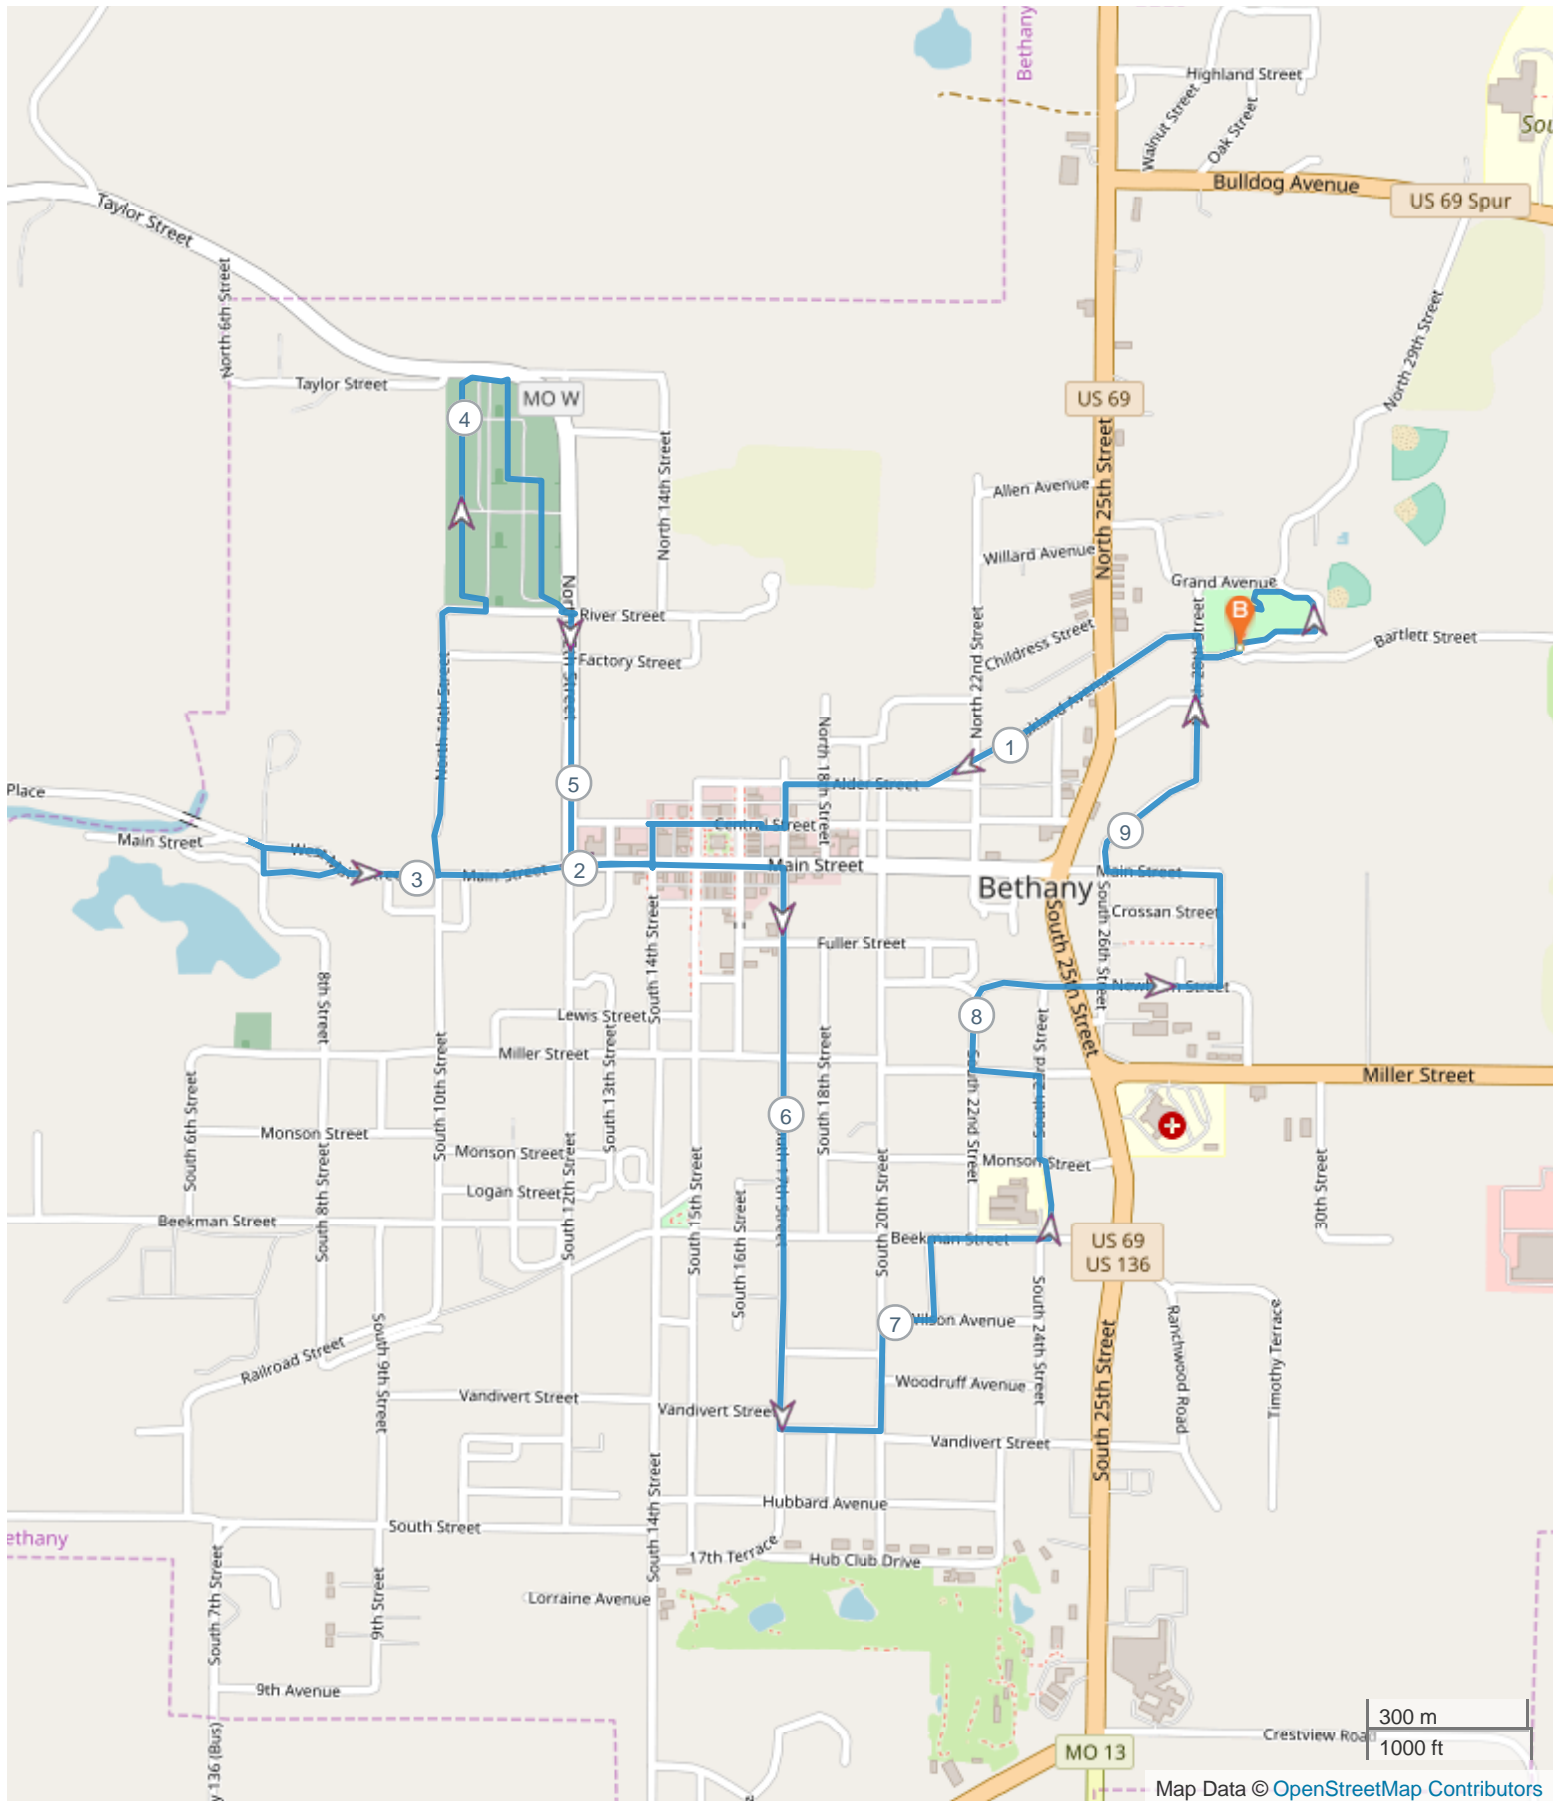 Bethany
Highland Street
Walnut Street
Oak Street
Sou
Bulldog Avenue
US 69 Spur
Taylor Street
North 6th Street
North 29th Street
Taylor Street
MO W
US 69
4
North 14th Street
North 25th Street
Allen Avenue
Willard Avenue
Grand Avenue
B
River Street
Factory Street
North 22nd Street
Childress Street
Bartlett Street
North 10th Street
North 18th Street
1
Alder Street
Place
5
Central Street
9
Main Street
Main Street
3
Main Street
2
Main Street
Main Street
Bethany
Crossan Street
South 26th Street
South 25th Street
Fuller Street
South 14th Street
8th Street
8
Lewis Street
Miller Street
South 13th Street
South 18th Street
South 22nd Street
South 23rd Street
Miller Street
South 6th Street
South 10th Street
6
Monson Street
Monson Street
Monson Street
Logan Street
South 8th Street
South 12th Street
South 15th Street
South 16th Street
South 20th Street
30th Street
Beekman Street
Beekman Street
US 69
US 136
7
Wilson Avenue
South 24th Street
Ranchwood Road
Timothy Terrace
Railroad Street
South 9th Street
Woodruff Avenue
South 25th Street
Vandivert Street
Vandivert Street
Vandivert Street
South 14th Street
Hubbard Avenue
South Street
ethany
17th Terrace
Hub Club Drive
South 7th Street
9th Street
Lorraine Avenue
9th Avenue
136 (Bus)
MO 13
Crestview Road
300 m
1000 ft
Map Data © OpenStreetMap Contributors